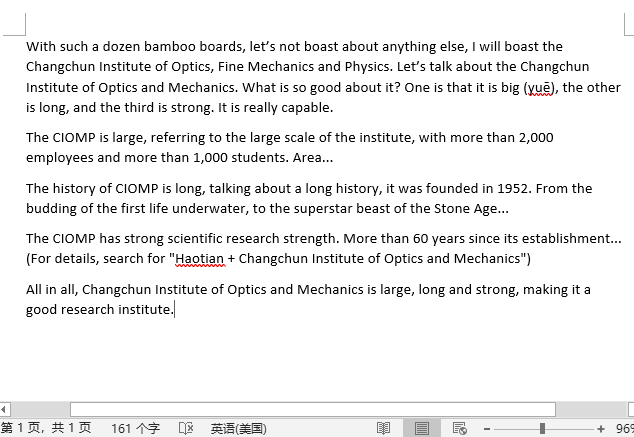 With such a dozen bamboo boards, let’s not boast about anything else, I will boast the
Changchun Institute of Optics, Fine Mechanics and Physics. Let’s talk about the Changchun
Institute of Optics and Mechanics. What is so good about it? One is that it is big (yuē), the other
is long, and the third is strong. It is really capable.
The CIOMP is large, referring to the large scale of the institute, with more than 2,000
employees and more than 1,000 students. Area...
The history of CIOMP is long, talking about a long history, it was founded in 1952. From the
budding of the first life underwater, to the superstar beast of the Stone Age...
The CIOMP has strong scientific research strength. More than 60 years since its establishment...
(For details, search for "Haotian + Changchun Institute of Optics and Mechanics")
All in all, Changchun Institute of Optics and Mechanics is large, long and strong, making it a
good research institute.
第 1 页，共 1 页 161 个字 英语(美国) 96%